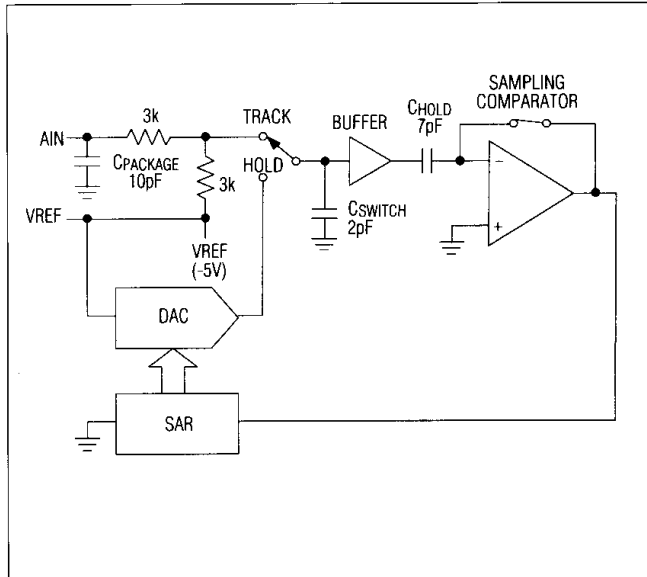 SAMPLING
COMPARATOR
CHOLD
7pF
BUFFER
TRACK
3k
AIN
HOLD
CPACKAGE
10pF
3k
CSWITCH
2pF
−
+
VREF
VREF
(-5V)
DAC
SAR